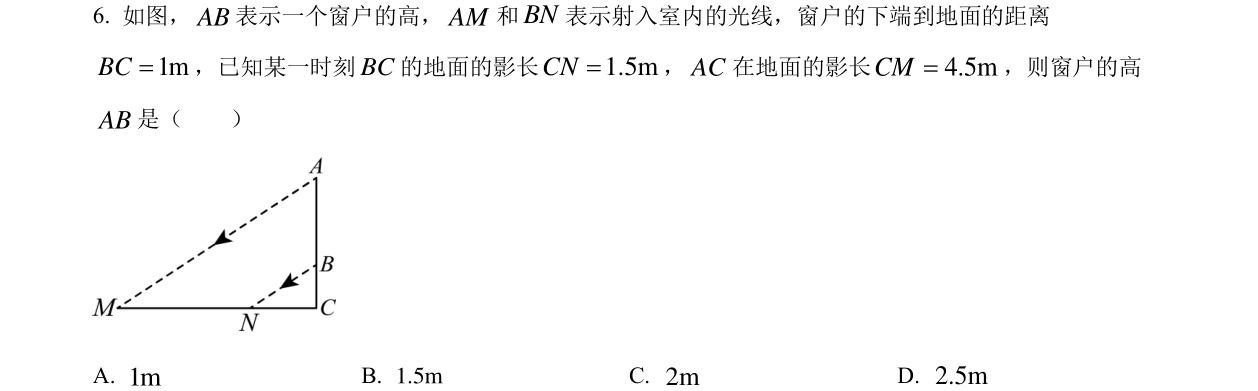 6. 如图， AB 表示一个窗户的高， AM 和 BN 表示射入室内的光线，窗户的下端到地面的距离
BC = 1m ，已知某一时刻 BC 的地面的影长 CN = 1.5m ， AC 在地面的影长 CM = 4.5m ，则窗户的高
AB 是（　　）
A
B
M
N
C
A. 1m B. 1.5m C. 2m D. 2.5m